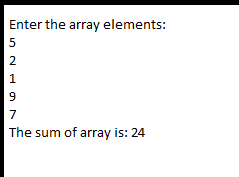 Enter the array elements:
5
2
1
9
7
The sum of array is: 24